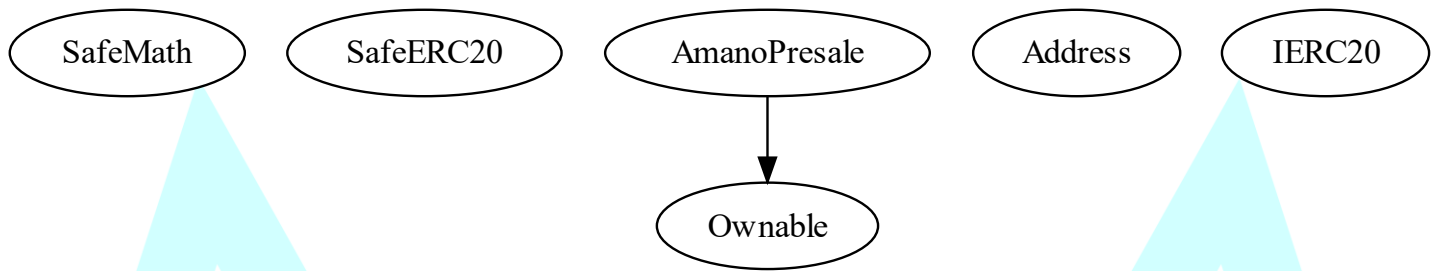 SafeMath
SafeERC20
AmanoPresale
Address
IERC20
Ownable